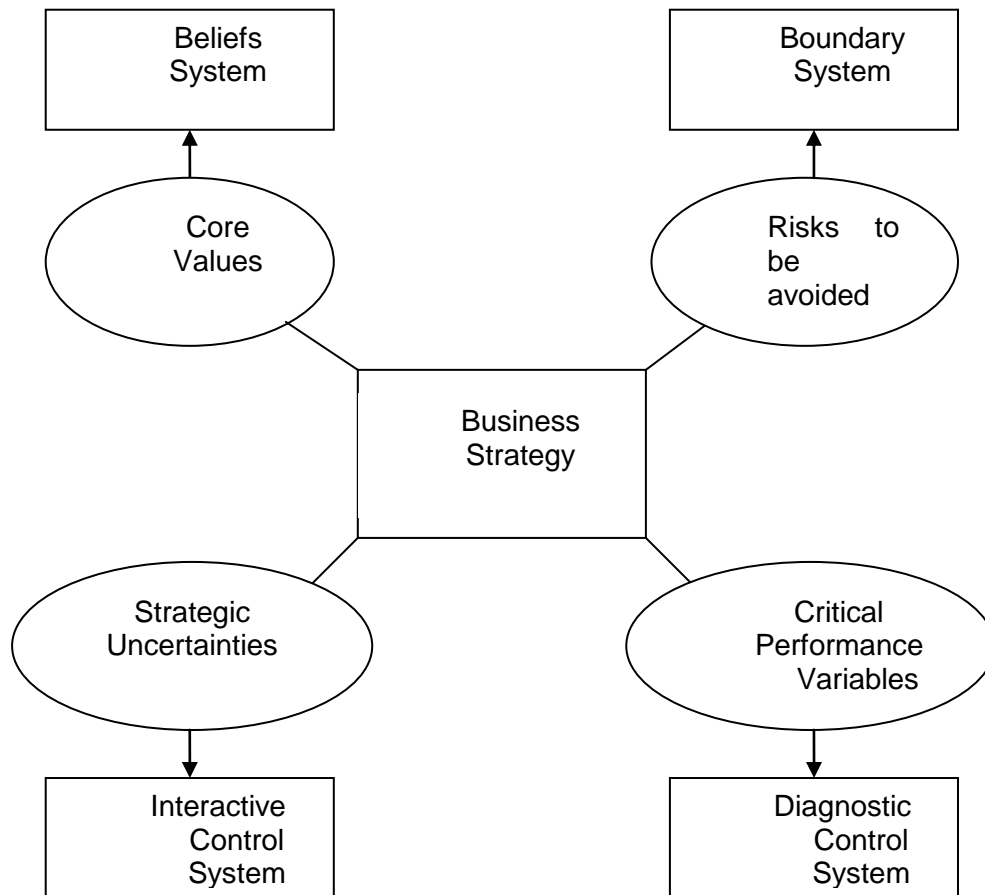 Beliefs
System
Boundary
System
Core
Values
Risks to
be
avoided
Business
Strategy
Strategic
Uncertainties
Critical
Performance
Variables
Interactive
Control
System
Diagnostic
Control
System